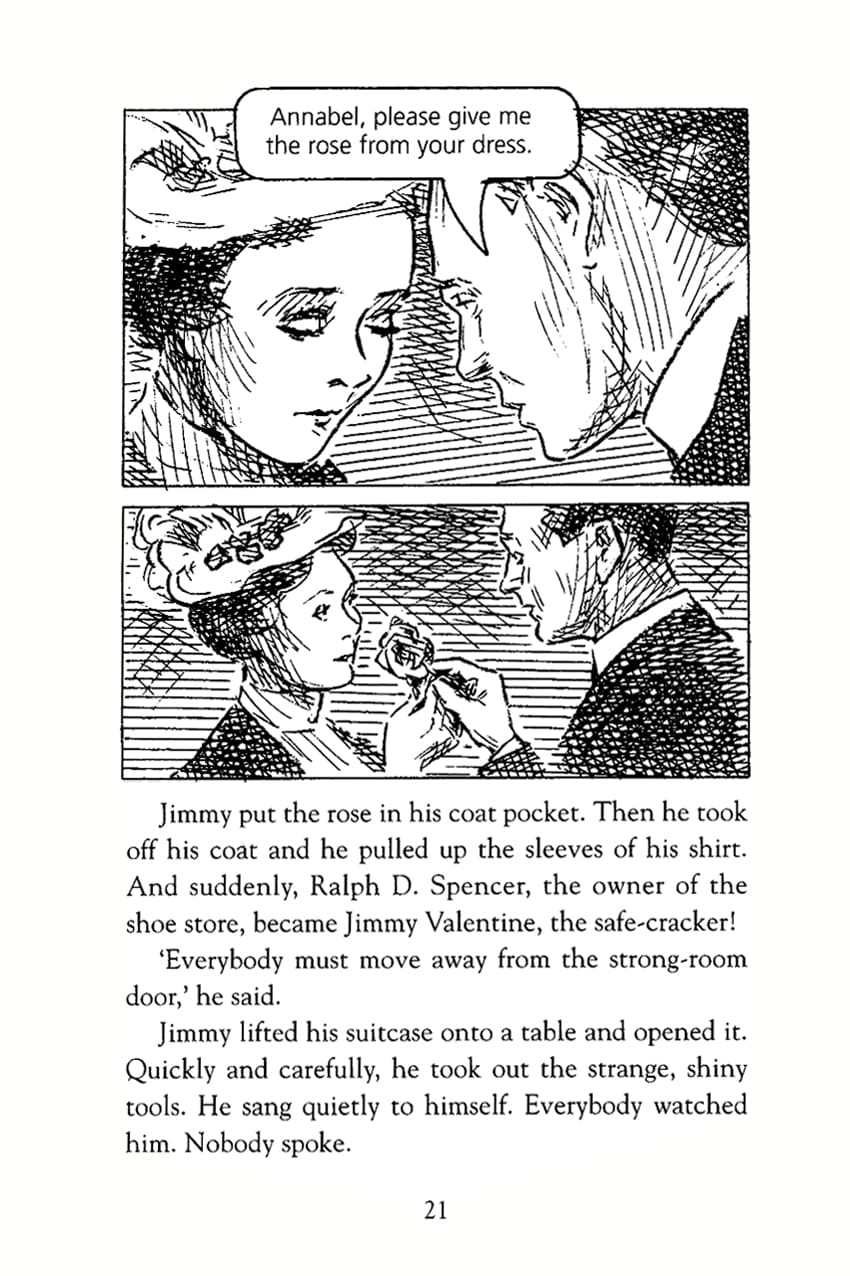 Annabel, please give me
the rose from your dress.
Jimmy put the rose in his coat pocket. Then he took
off his coat and he pulled up the sleeves of his shirt.
And suddenly, Ralph D. Spencer, the owner of the
shoe store, became Jimmy Valentine, the safe-cracker!
‘Everybody must move away from the strong-room
door,’ he said.
Jimmy lifted his suitcase onto a table and opened it.
Quickly and carefully, he took out the strange, shiny
tools. He sang quietly to himself. Everybody watched
him. Nobody spoke.
21